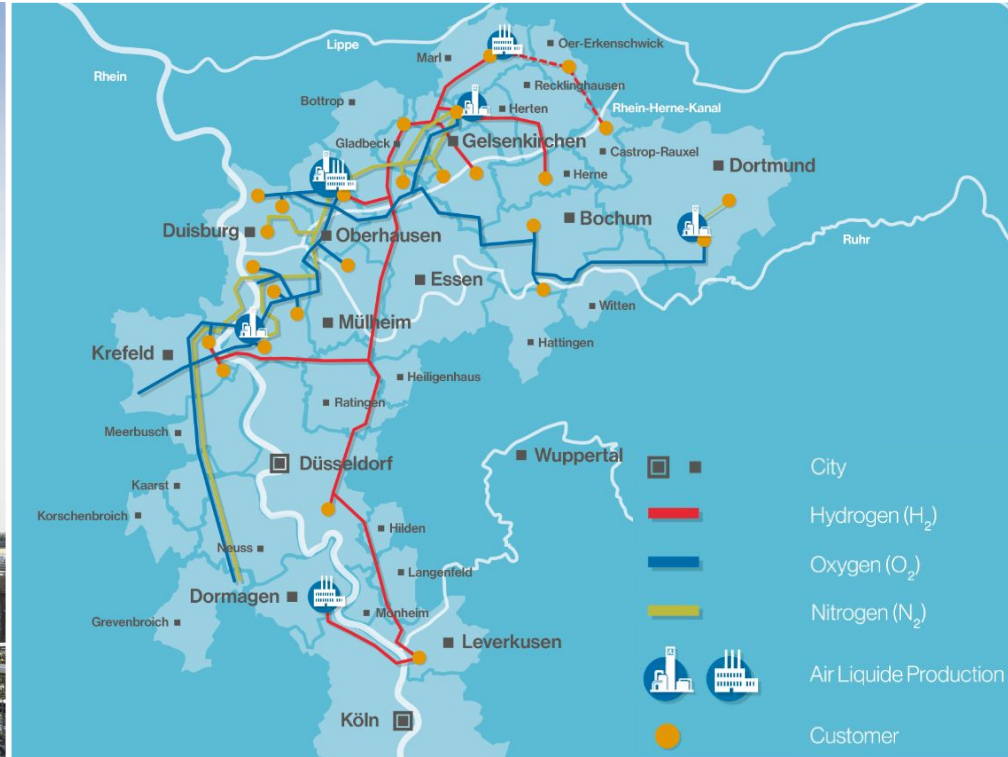 Lippe
Oer-Erkenschwick
Marl
Rhein
Recklinghausen
Bottrop
Rhein-Herne-Kanal
Herten
Gladbeck
Gelsenkirchen
Castrop-Rauxel
Dortmund
Herne
Bochum
Duisburg
Oberhausen
Ruhr
Essen
Witten
Mülheim
Hattingen
Krefeld
Heiligenhaus
Ratingen
Meerbusch
Düsseldorf
Wuppertal
Kaarst
Korschenbroich
Hilden
Neuss
Langenfeld
Dormagen
Monheim
Grevenbroich
Leverkusen
Köln
City
Hydrogen (H₂)
Oxygen (O₂)
Nitrogen (N₂)
Air Liquide Production
Customer